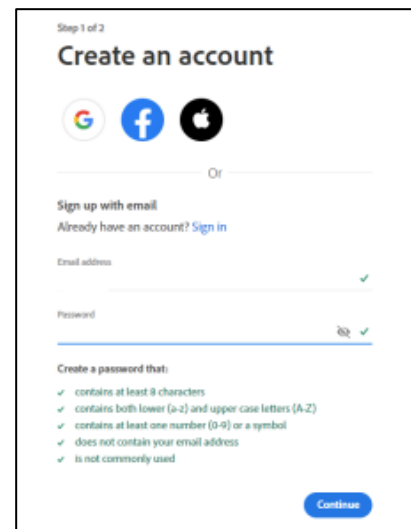 Step 1 of 2
Create an account
Or
Sign up with email
Already have an account? Sign in
Email address
Password
Create a password that:
contains at least 8 characters
contains both lower (a-z) and upper case letters (A-Z)
contains at least one number (0-9) or a symbol
does not contain your email address
is not commonly used
Continue